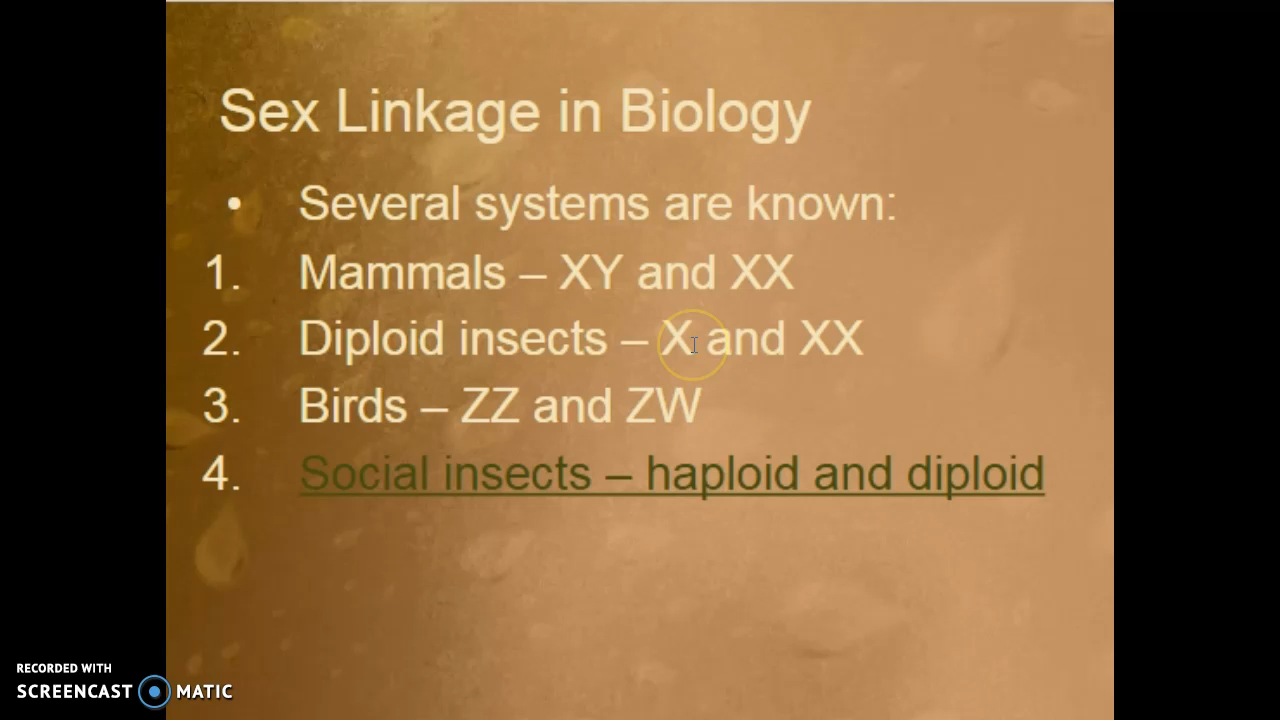 Sex Linkage in Biology
• Several systems are known:
1. Mammals – XY and XX
2. Diploid insects – X and XX
3. Birds – ZZ and ZW
4. Social insects – haploid and diploid
RECORDED WITH
SCREENCAST MATIC